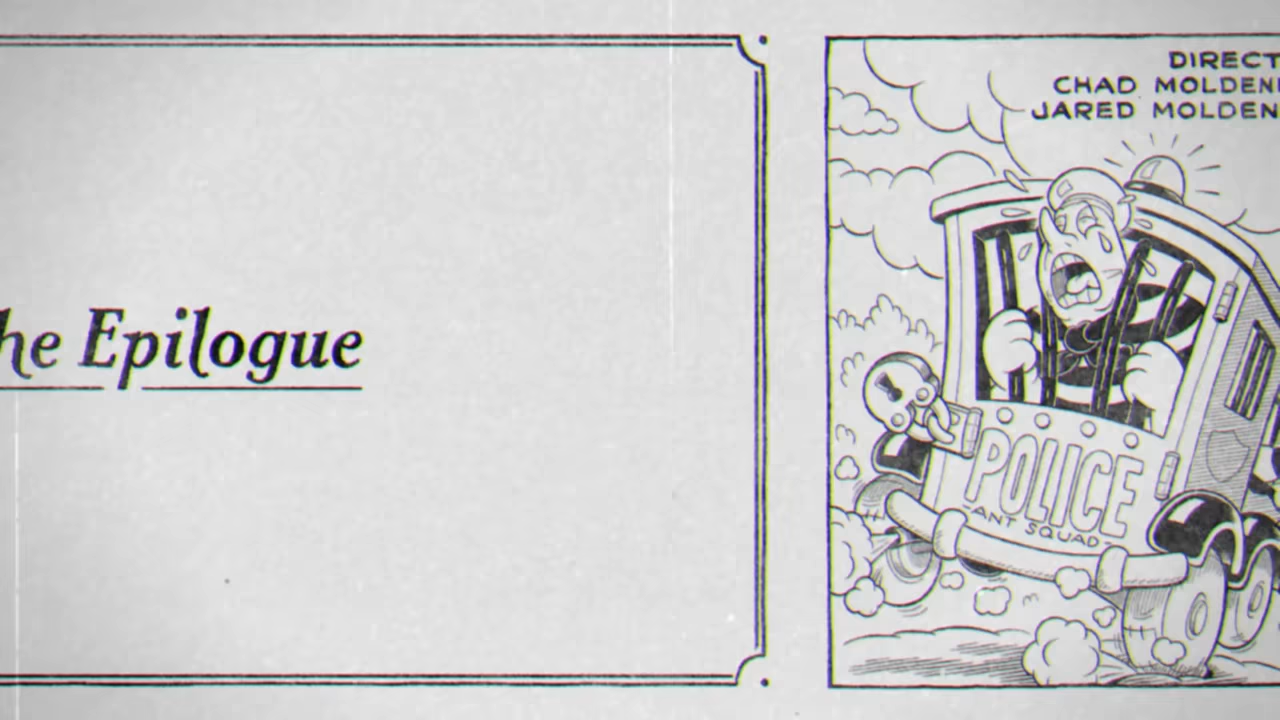 he Epilogue
DIRECT
CHAD MOLDEN
JARED MOLDEN
POLICE
-ANT SQUAD-